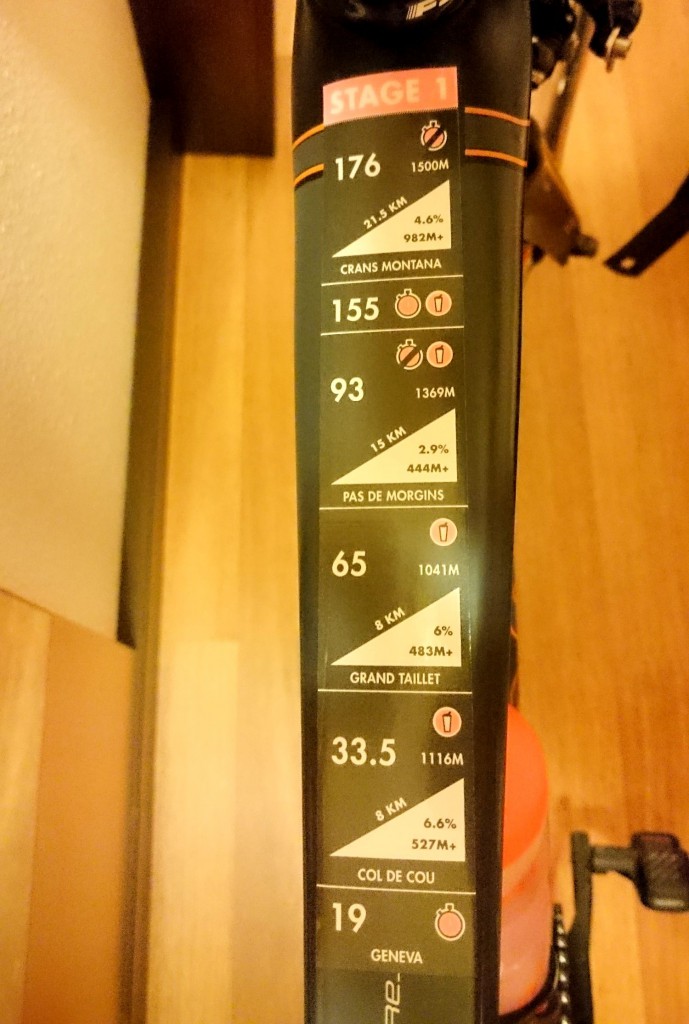 STAGE 1
176
1500M
21.5 KM
4.6%
982M+
CRANS MONTANA
155
93
1369M
15 KM
2.9%
444M+
PAS DE MORGINS
65
1041M
8 KM
6%
483M+
GRAND TAILLET
33.5
1116M
8 KM
6.6%
527M+
COL DE COU
19
GENEVA